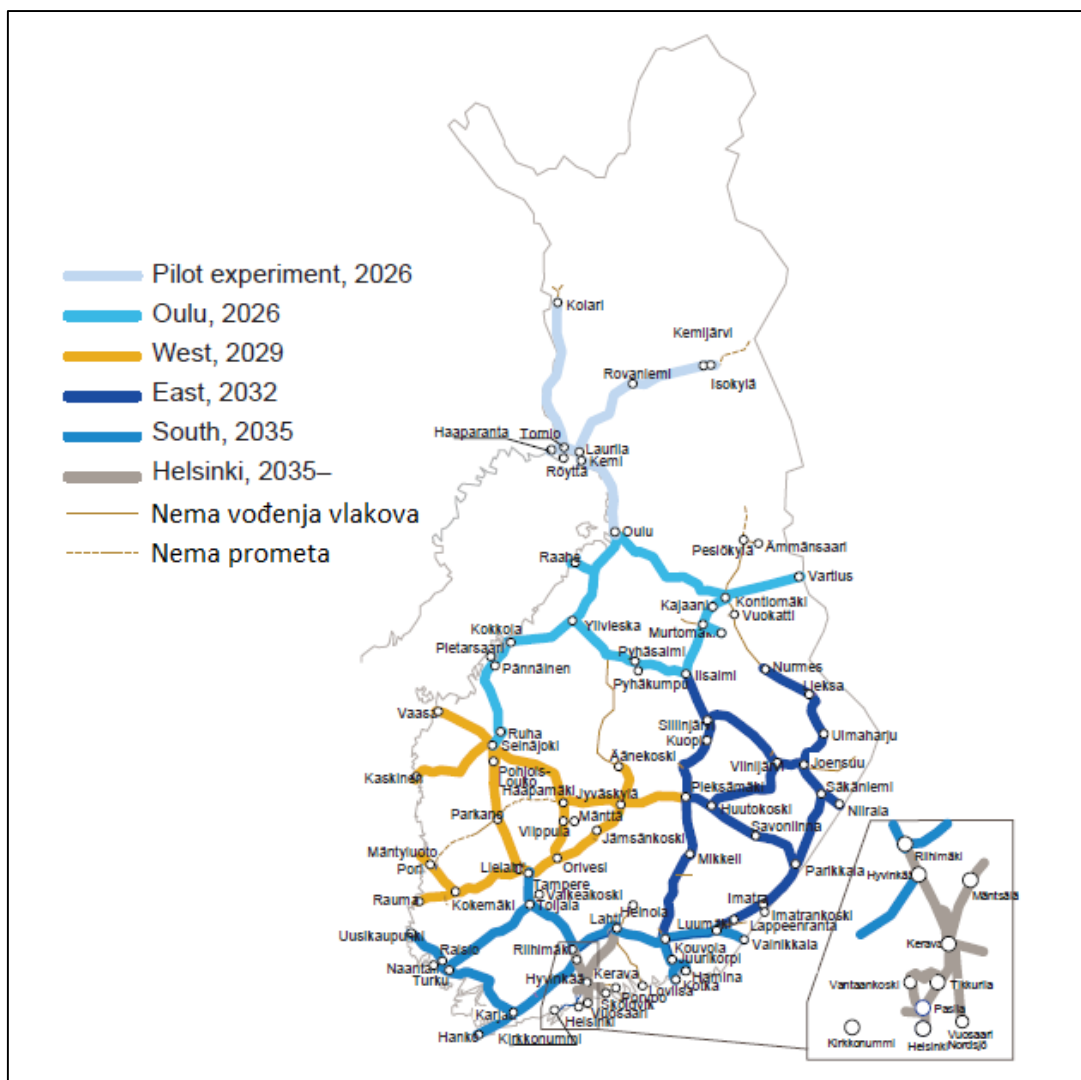 Pilot experiment, 2026
Oulu, 2026
West, 2029
East, 2032
South, 2035
Helsinki, 2035–
Nema vođenja vlakova
Nema prometa
Kolari
Kemijärvi
Rovaniemi
Isokylä
Haaparanta
Tornio
Laurila
Kemi
Röyttä
Oulu
Raahe
Pesiökylä
Ämmänsaari
Vartius
Kontiomäki
Kajaani
Vuokatti
Murtomäki
Ylivieska
Kokkola
Pietarsaari
Pännäinen
Pyhäsalmi
Pyhäkumpu
Iisalmi
Nurmes
Lieksa
Vaasa
Ruha
Seinäjoki
Siilinjärvi
Kuopio
Uimaharju
Viinijärvi
Joensuu
Kaskinen
Pohjois-
Louko
Äänekoski
Haapamäki
Jyväskylä
Pieksämäki
Huutokoski
Säkäniemi
Niirala
Parkano
Vilppula
Mänttä
Jämsänkoski
Savonlinna
Mäntyluoto
Pori
Lielahti
Orivesi
Mikkeli
Parikkala
Tampere
Valkeakoski
Rauma
Kokemäki
Toijala
Imatra
Imatrankoski
Heinola
Lahti
Luumäki
Lappeenranta
Vainikkala
Uusikaupunki
Raisio
Riihimäki
Kouvola
Juurikorpi
Naantali
Turku
Hyvinkää
Kerava
Hamina
Kotka
Loviisa
Porvoo
Sköldvik
Vuosaari
Karjaa
Helsinki
Hanko
Kirkkonummi
Riihimäki
Hyvinkää
Mäntsälä
Kerava
Vantaankoski
Tikkurila
Pasila
Kirkkonummi
Helsinki
Vuosaari
Nordsjö